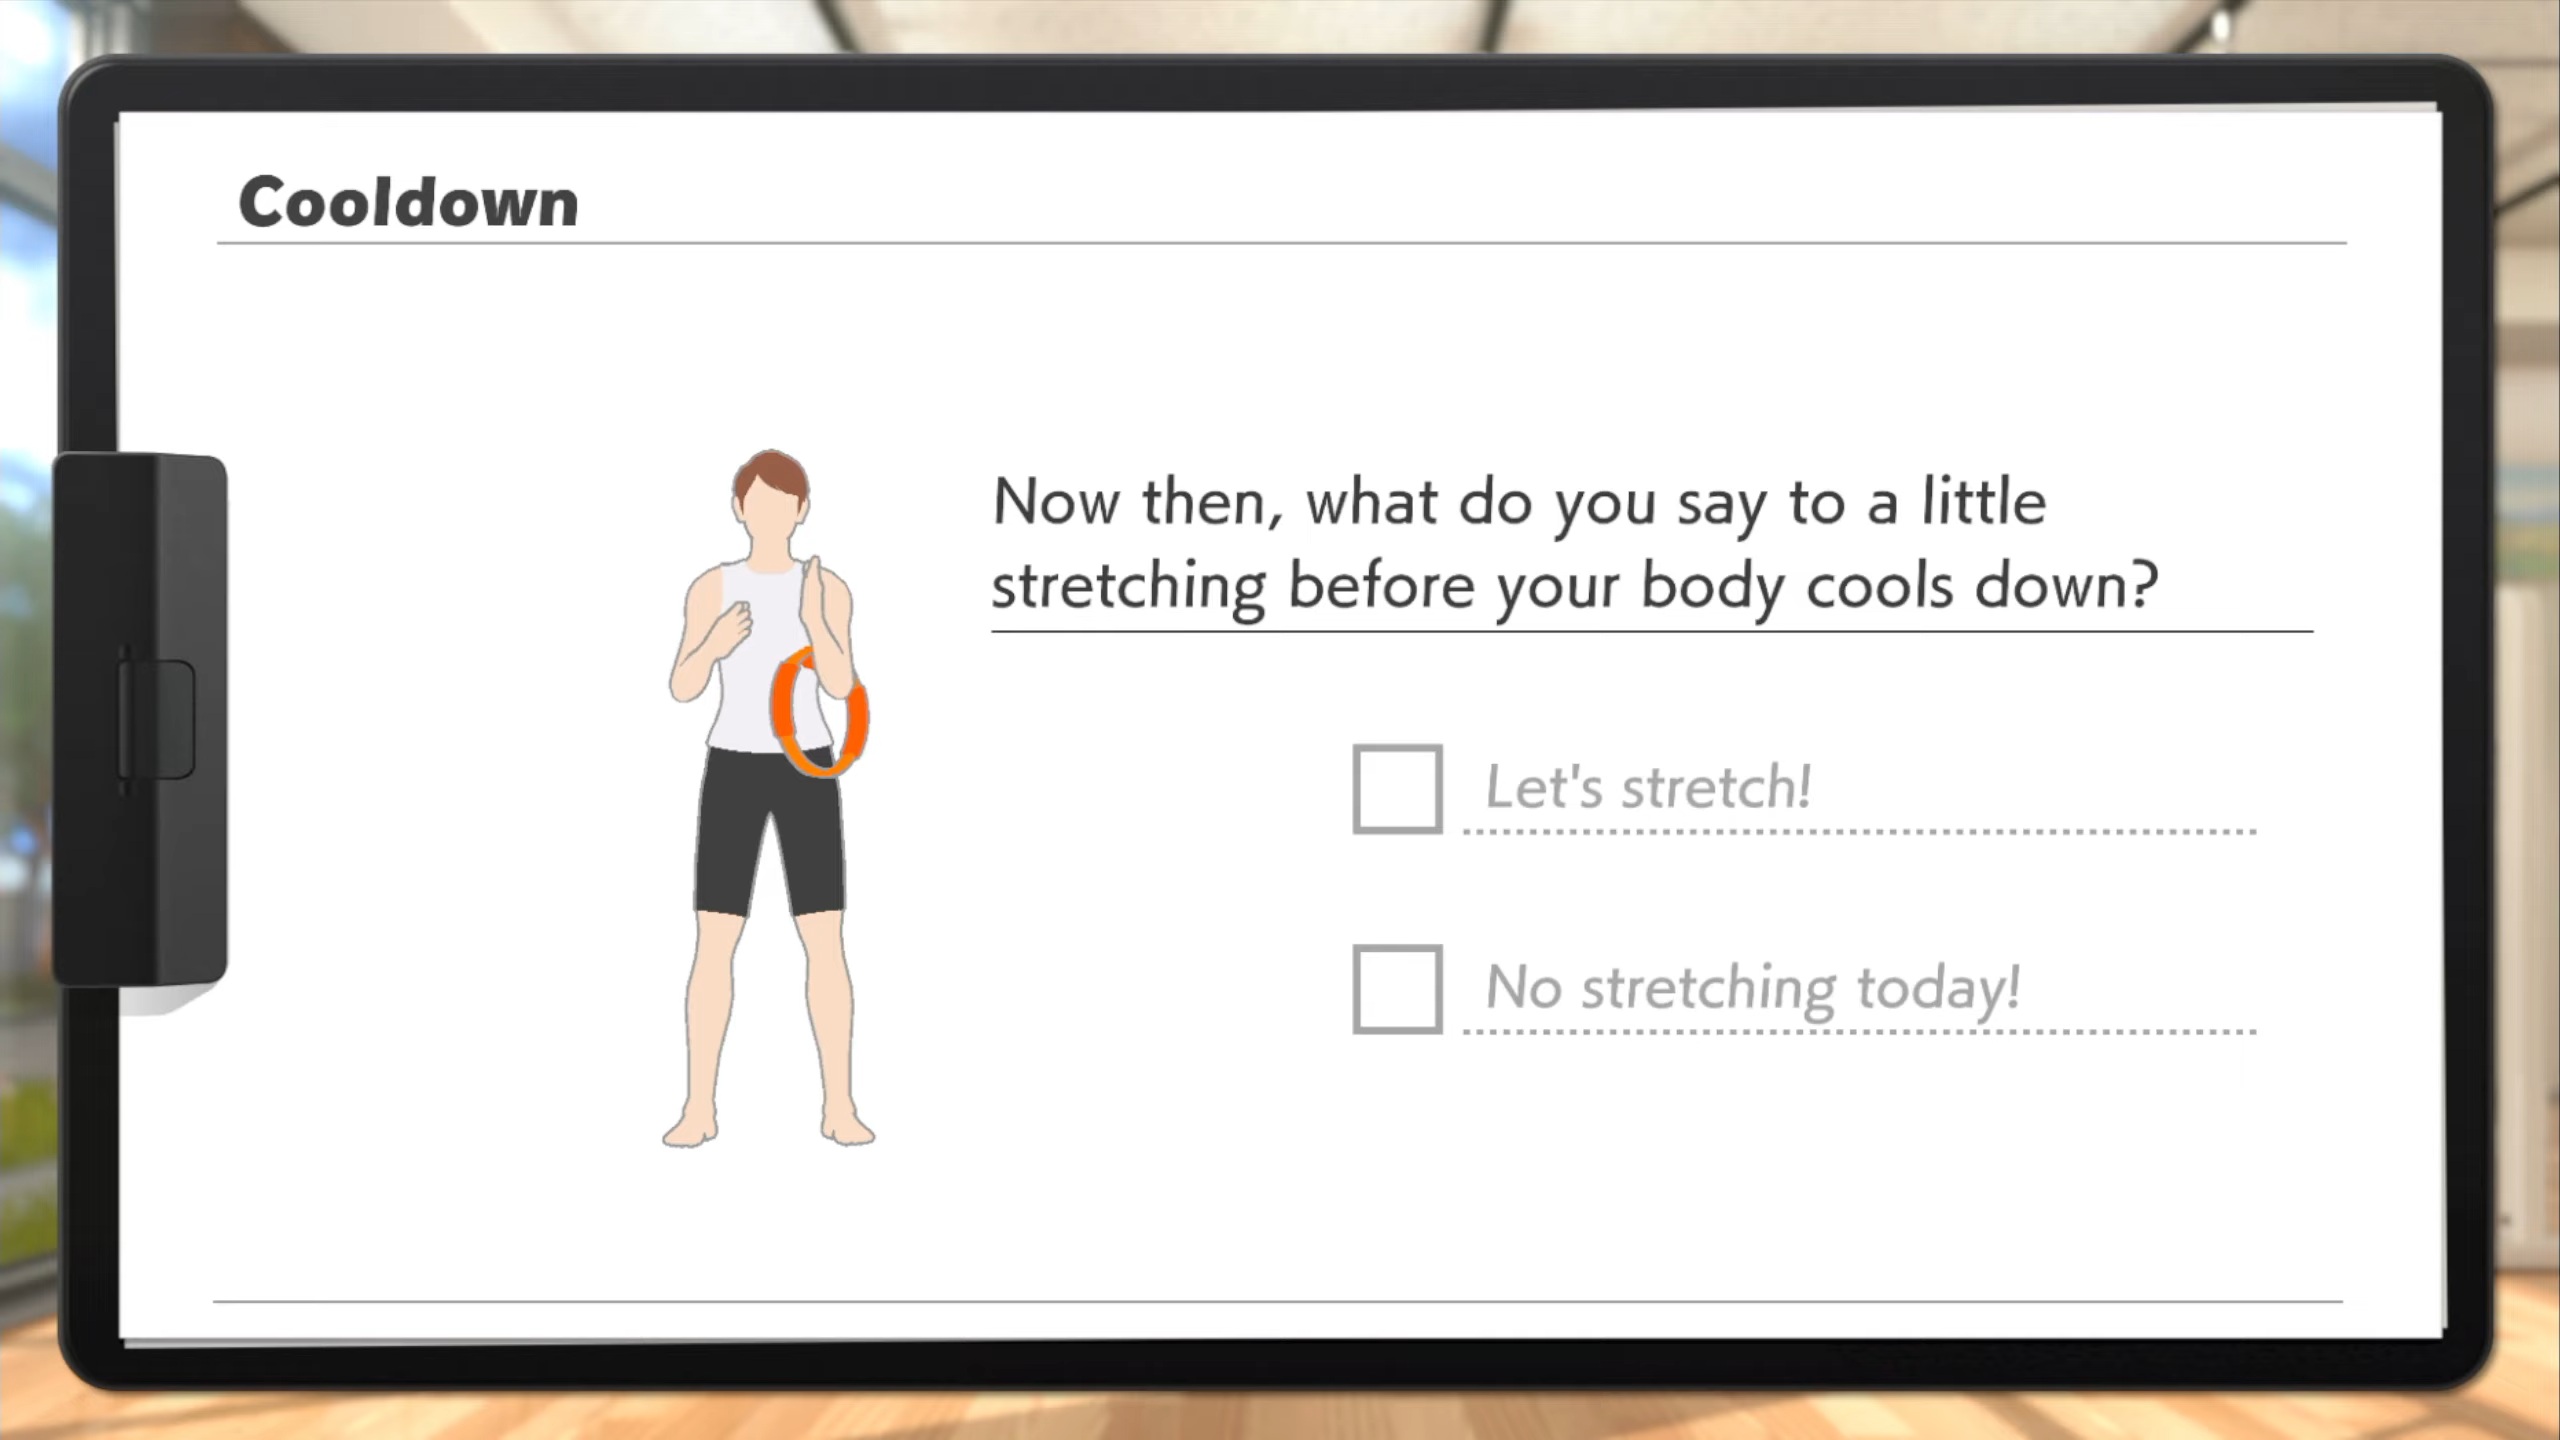 Cooldown
Now then, what do you say to a little
stretching before your body cools down?
Let's stretch!
No stretching today!